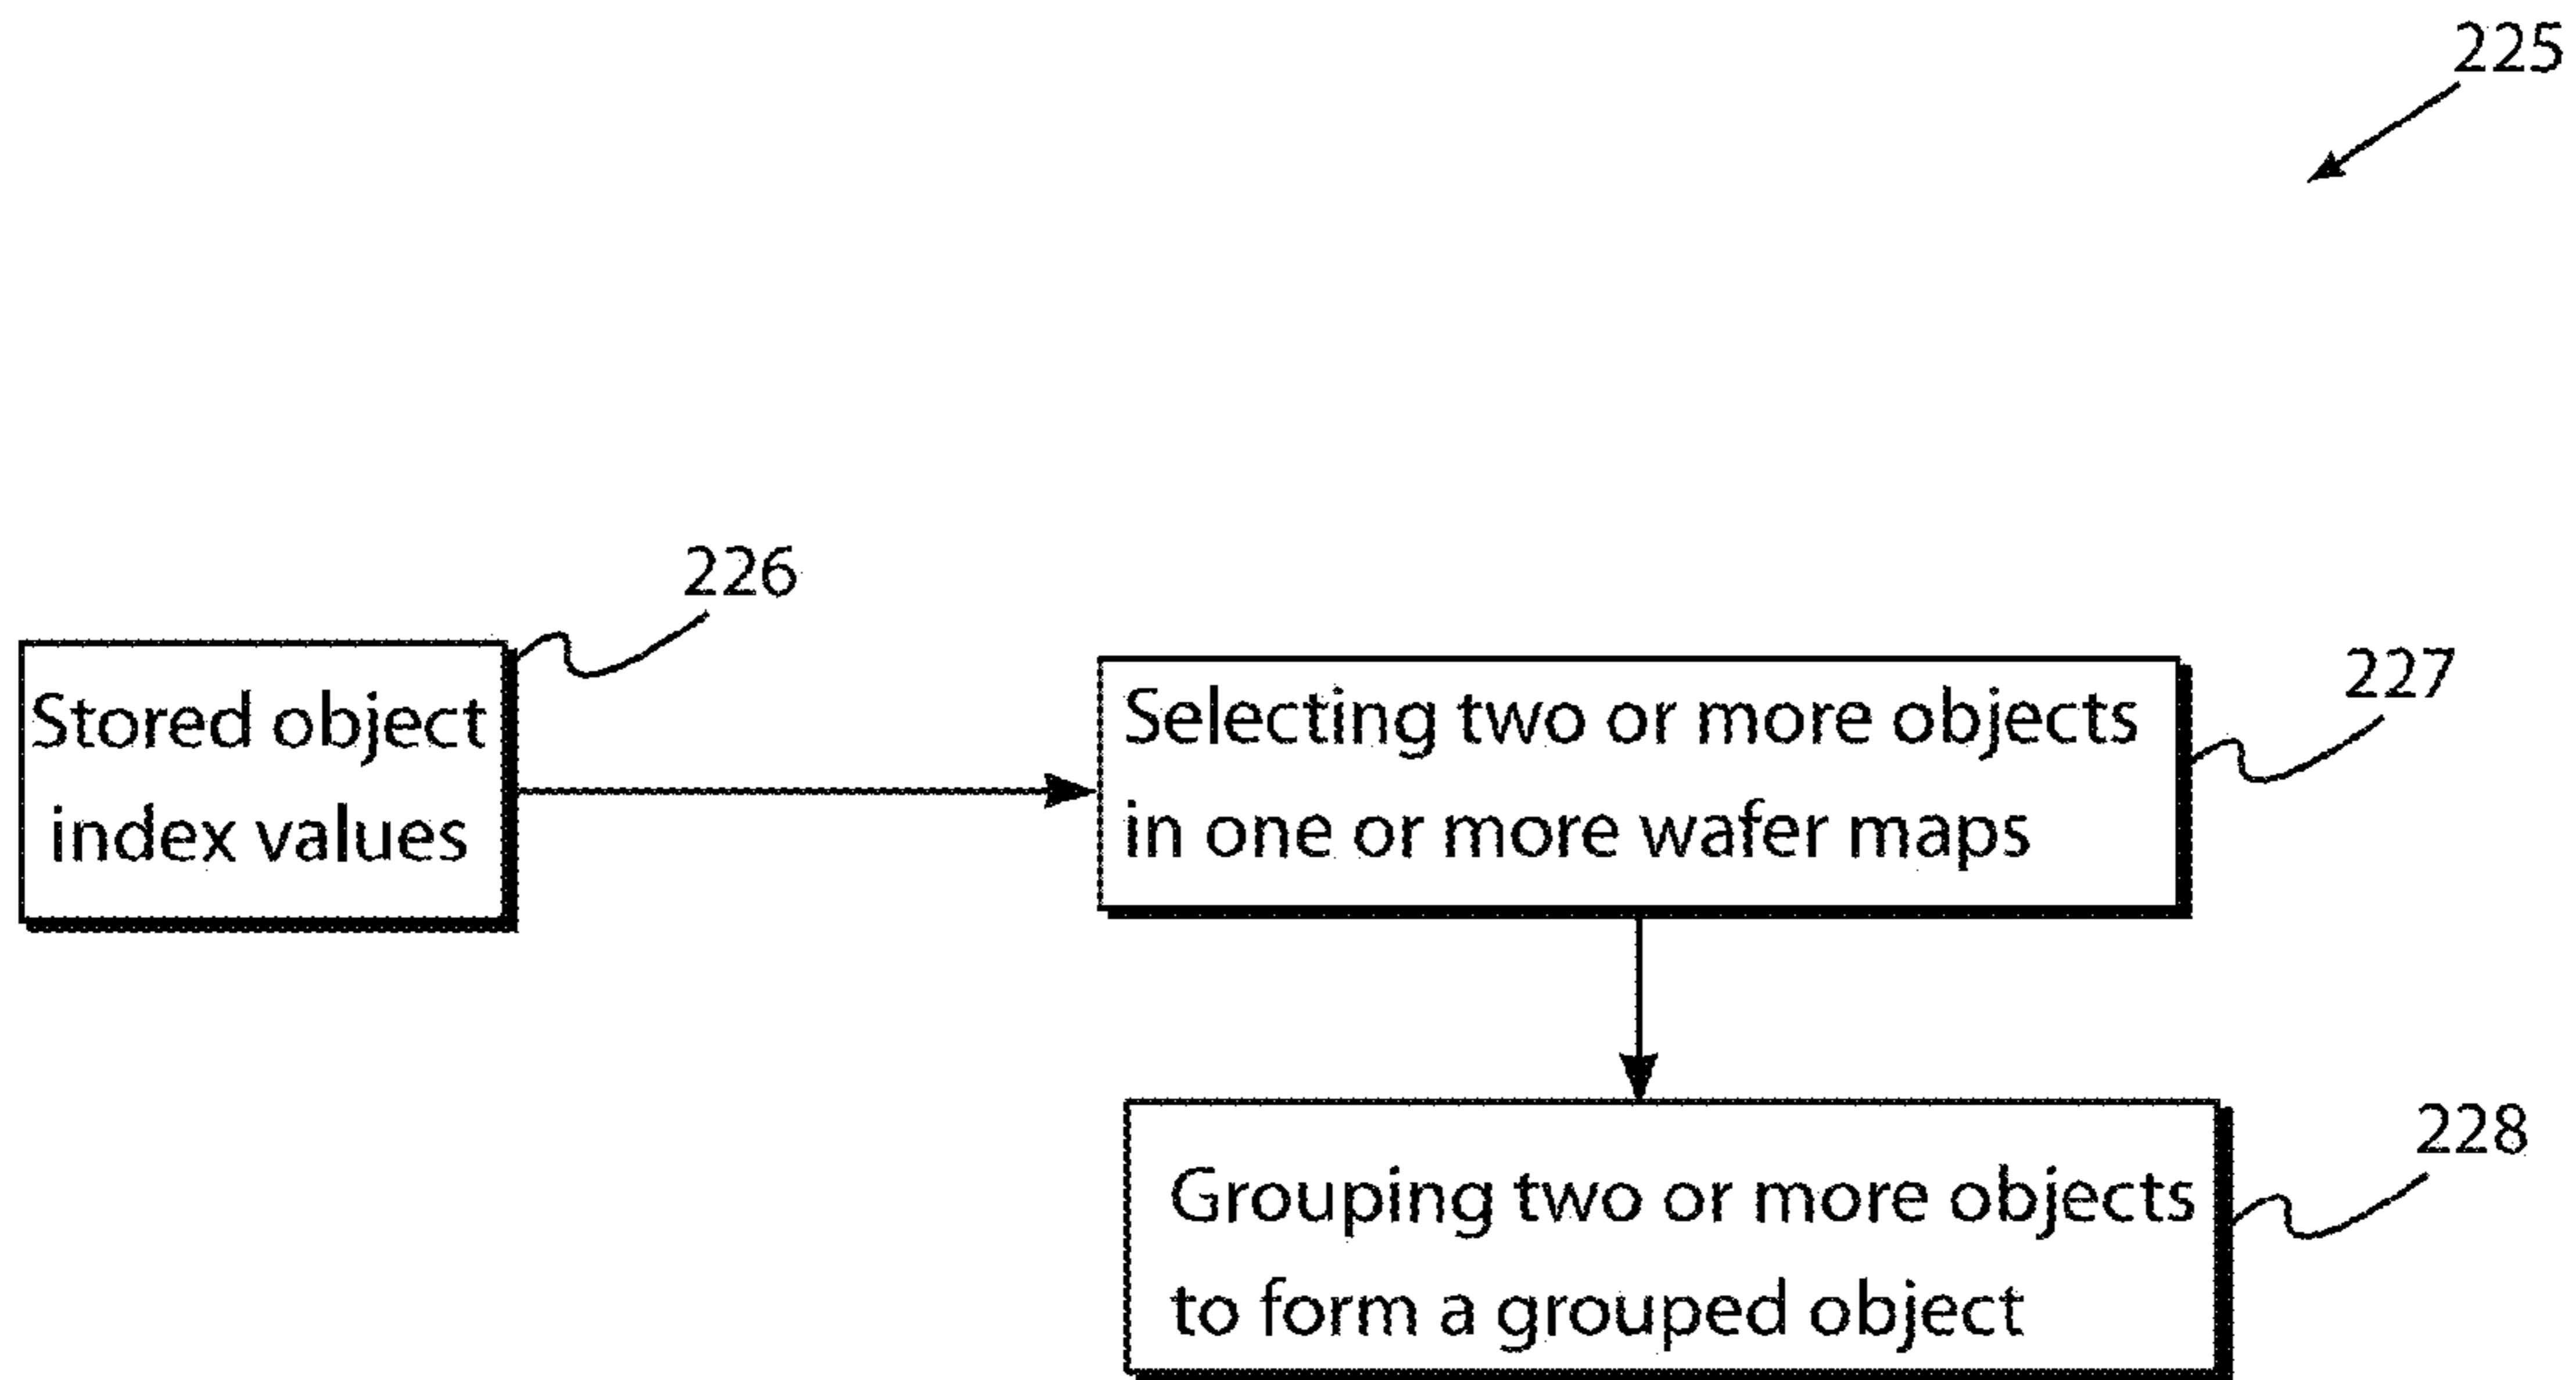 225
226
Stored object
index values
227
Selecting two or more objects
in one or more wafer maps
228
Grouping two or more objects
to form a grouped object